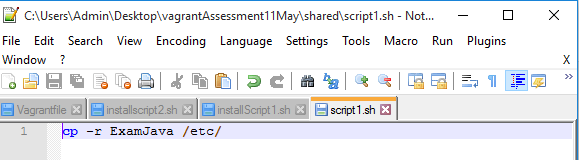 C:\Users\Admin\Desktop\vagrantAssessment11May\shared\script1.sh - Not...
File Edit Search View Encoding Language Settings Tools Macro Run Plugins
Window ?
Vagrantfile installscript2.sh installScript1.sh script1.sh
1 cp -r ExamJava /etc/